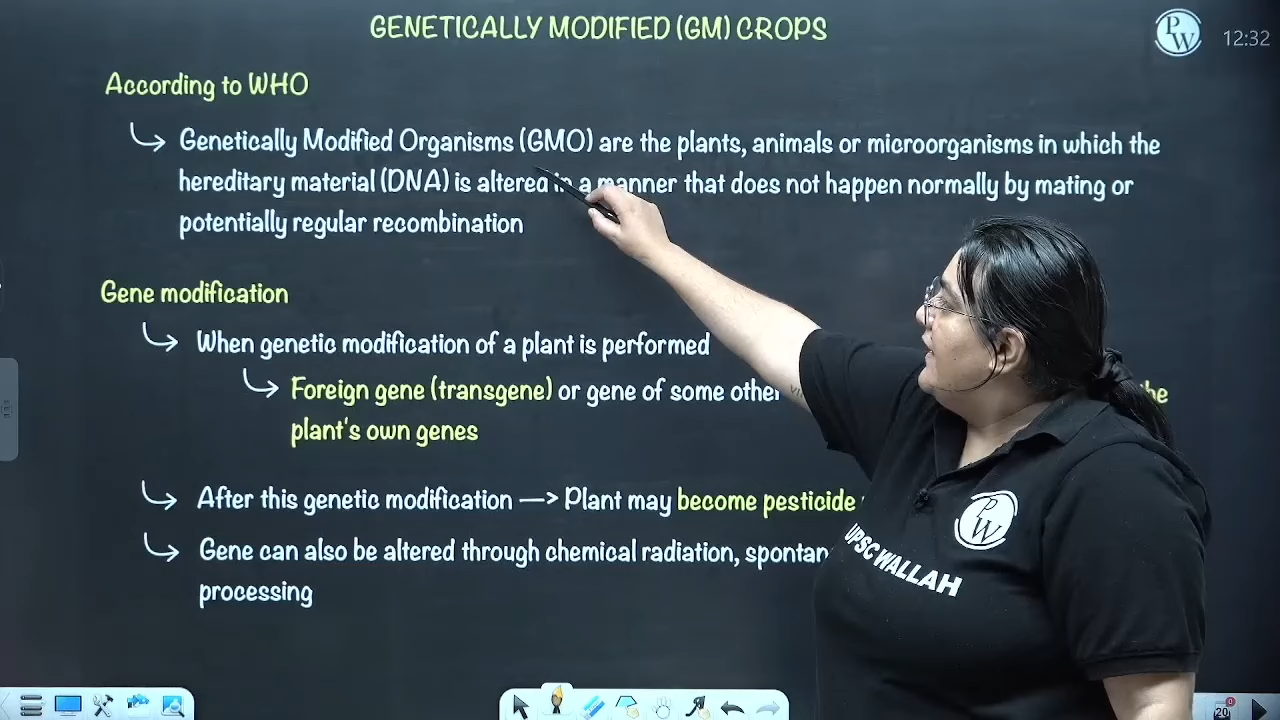 GENETICALLY MODIFIED (GM) CROPS
PW
12:32
According to WHO
Genetically Modified Organisms (GMO) are the plants, animals or microorganisms in which the
hereditary material (DNA) is altered in a manner that does not happen normally by mating or
potentially regular recombination
Gene modification
When genetic modification of a plant is performed
Foreign gene (transgene) or gene of some other
plant's own genes
After this genetic modification —> Plant may become pesticide
Gene can also be altered through chemical radiation,
processing
PW
UPSC WALLAH
20